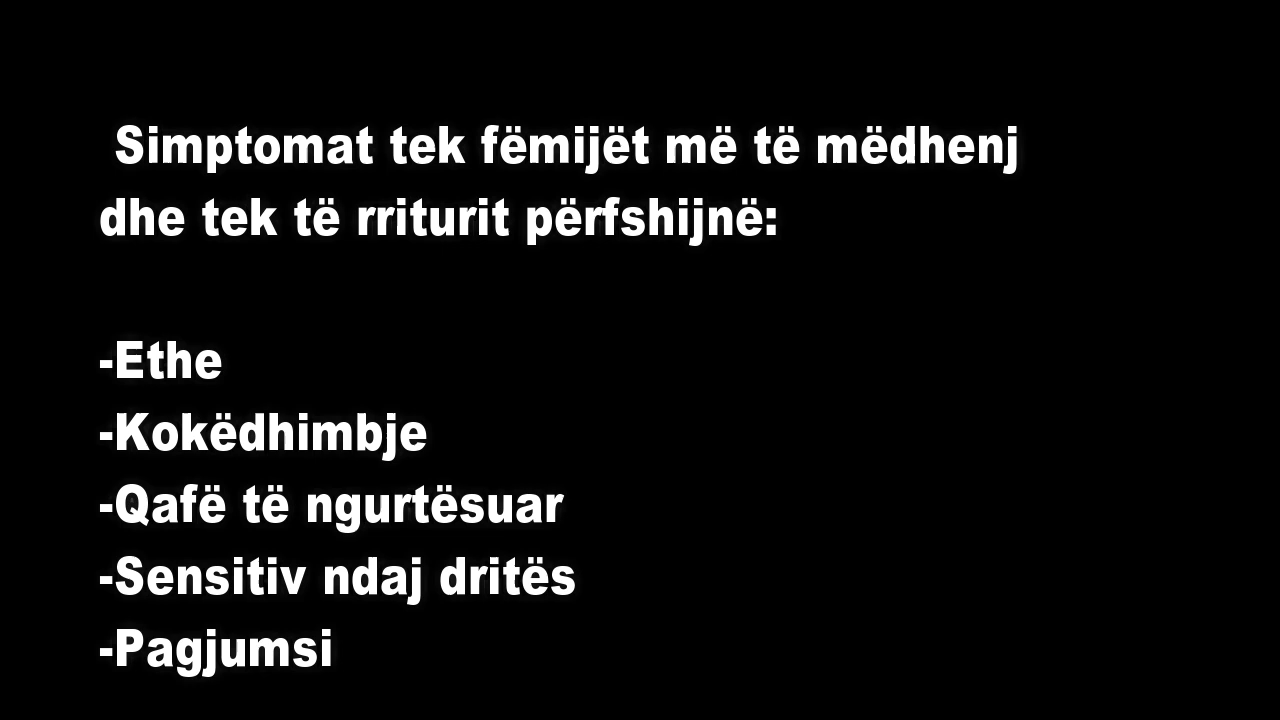 Simptomat tek fëmijët më të mëdhenj
dhe tek të rriturit përfshijnë:
-Ethe
-Kokëdhimbje
-Qafë të ngurtësuar
-Sensitiv ndaj dritës
-Pagjumsi